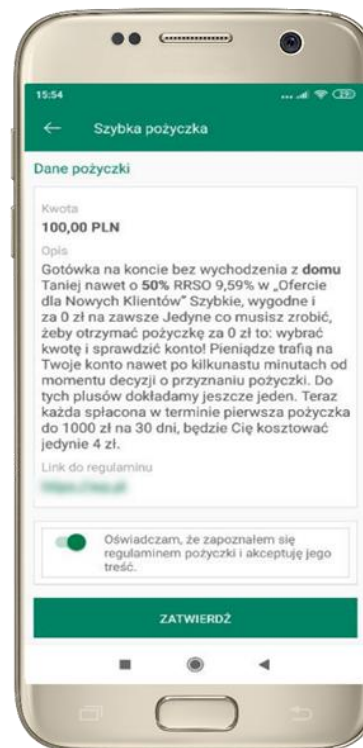 15:54
Szybka pożyczka
Dane pożyczki
Kwota
100,00 PLN
Opis
Gotówka na koncie bez wychodzenia z domu
Taniej nawet o 50% RRSO 9,59% w „Ofercie
dla Nowych Klientów” Szybkie, wygodne i
za 0 zł na zawsze Jedyne co musisz zrobić,
żeby otrzymać pożyczkę za 0 zł to: wybrać
kwotę i sprawdzić konto! Pieniądze trafią na
Twoje konto nawet po kilkunastu minutach od
momentu decyzji o przyznaniu pożyczki. Do
tych plusów dokładamy jeszcze jeden. Teraz
każda spłacona w terminie pierwsza pożyczka
do 1000 zł na 30 dni, będzie Cię kosztować
jedynie 4 zł.
Link do regulaminu
Oświadczam, że zapoznałem się
regulaminem pożyczki i akceptuję jego
treść.
ZATWIERDŹ